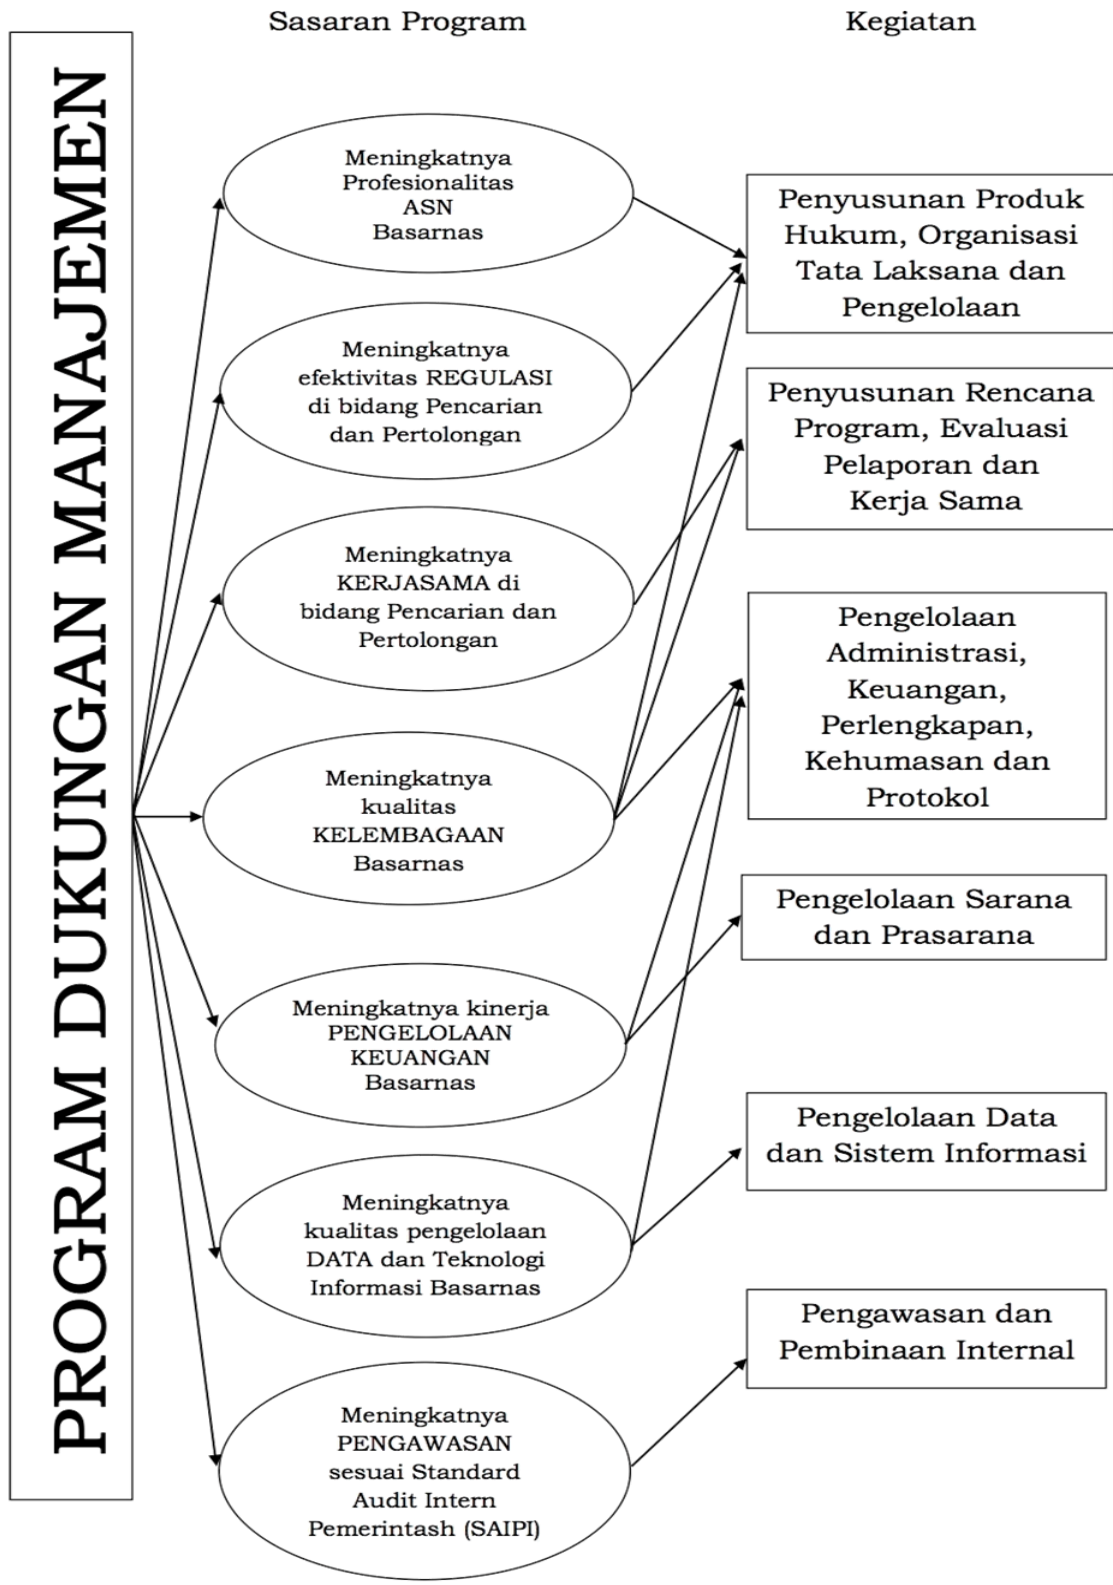 Sasaran Program
Kegiatan
PROGRAM DUKUNGAN MANAJEMEN
Meningkatnya
Profesionalitas
ASN
Basarnas
Meningkatnya
efektivitas REGULASI
di bidang Pencarian
dan Pertolongan
Meningkatnya
KERJASAMA di
bidang Pencarian dan
Pertolongan
Meningkatnya
kualitas
KELEMBAGAAN
Basarnas
Meningkatnya kinerja
PENGELOLAAN
KEUANGAN
Basarnas
Meningkatnya
kualitas pengelolaan
DATA dan Teknologi
Informasi Basarnas
Meningkatnya
PENGAWASAN
sesuai Standard
Audit Intern
Pemerintash (SAIPI)
Penyusunan Produk
Hukum, Organisasi
Tata Laksana dan
Pengelolaan
Penyusunan Rencana
Program, Evaluasi
Pelaporan dan
Kerja Sama
Pengelolaan
Administrasi,
Keuangan,
Perlengkapan,
Kehumasan dan
Protokol
Pengelolaan Sarana
dan Prasarana
Pengelolaan Data
dan Sistem Informasi
Pengawasan dan
Pembinaan Internal